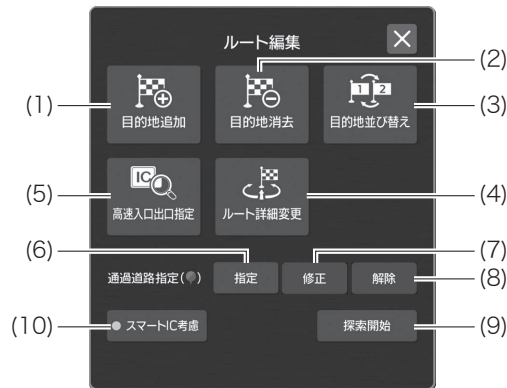 ルート編集
(2)
(1)
目的地追加
目的地消去
目的地並び替え
(3)
(5)
IC
高速入口出口指定
1 2
ルート詳細変更
(4)
(6)
(7)
通過道路指定( )
指定
修正
解除
(8)
(10)
スマートIC考慮
探索開始
(9)